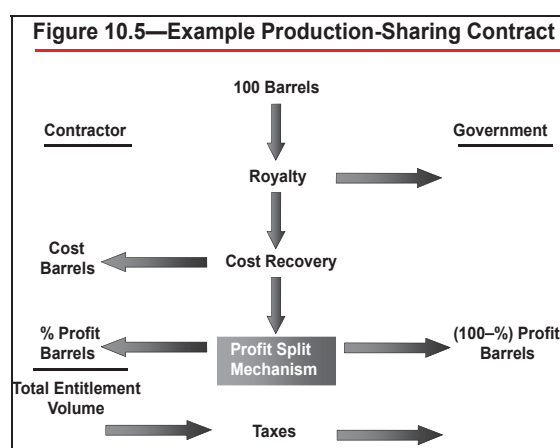 Figure 10.5—Example Production-Sharing Contract
100 Barrels
Contractor
Government
Royalty
Cost
Barrels
Cost Recovery
% Profit
Barrels
Profit Split
Mechanism
(100–%) Profit
Barrels
Total Entitlement
Volume
Taxes